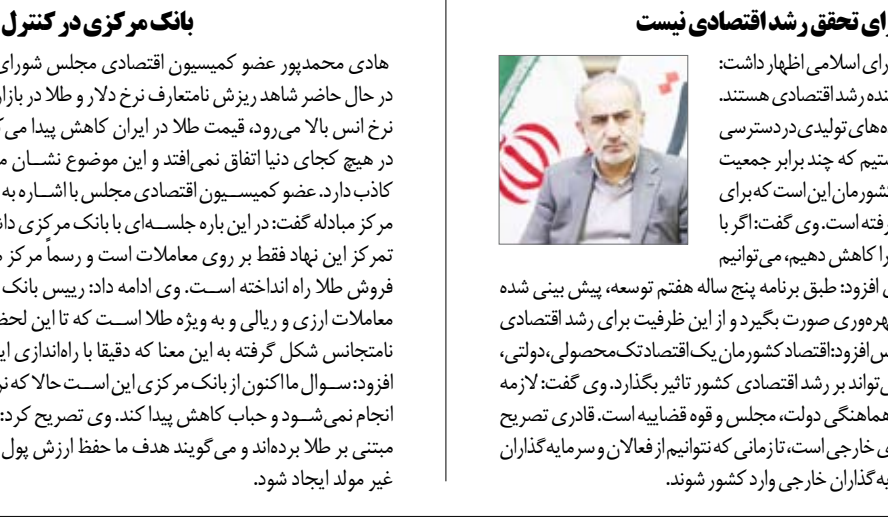 رای تحقق رشد اقتصادی نیست
رای اسلامی اظهار داشت:
نده رشد اقتصادی هستند.
ه‌های تولیدی در دسترسی
ستیم که چند برابر جمعیت
کشورمان این است که برای
رفته است. وی گفت: اگر با
را کاهش دهیم، می‌توانیم
افزود: طبق برنامه پنج ساله هفتم توسعه، پیش بینی شده
هره‌وری صورت بگیرد و از این ظرفیت برای رشد اقتصادی
س افزود: اقتصاد کشورمان یک اقتصاد تک‌محصولی، دولتی،
ی‌تواند بر رشد اقتصادی کشور تاثیر بگذارد. وی گفت: لازمه
هماهنگی دولت، مجلس و قوه قضاییه است. قادری تصریح
ی خارجی است، تا زمانی که نتوانیم از فعالان و سرمایه گذاران
یه گذاران خارجی وارد کشور شوند.
بانک مرکزی در کنترل
هادی محمدپور عضو کمیسیون اقتصادی مجلس شورای
در حال حاضر شاهد ریزش نامتعارف نرخ دلار و طلا در بازار
نرخ انس بالا می‌رود، قیمت طلا در ایران کاهش پیدا می‌ک
در هیچ کجای دنیا اتفاق نمی‌افتد و این موضوع نشان م
کاذب دارد. عضو کمیسیون اقتصادی مجلس با اشاره به
مرکز مبادله گفت: در این باره جلسه‌ای با بانک مرکزی دا
تمرکز این نهاد فقط بر روی معاملات است و رسماً مرکز م
فروش طلا راه انداخته است. وی ادامه داد: رییس بانک
معاملات ارزی و ریالی و به ویژه طلا است که تا این لحظ
نامتجانس شکل گرفته به این معنا که دقیقا با راه‌اندازی ای
افزود: سوال ما اکنون از بانک مرکزی این است حالا که نر
انجام نمی‌شود و حباب کاهش پیدا کند. وی تصریح کرد:
مبتنی بر طلا برده‌اند و می‌گویند هدف ما حفظ ارزش پول
غیر مولد ایجاد شود.